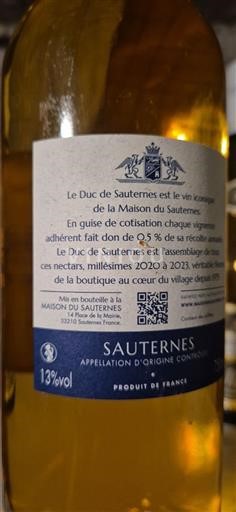 Le Duc de Sauternes est le vin iconique
de la Maison du Sauternes.
En guise de cotisation chaque vigneron
adhérent fait don de 0,5 % de sa récolte annuelle
Le Duc de Sauternes est l'assemblage de tous
ces nectars, millésimes 2020 à 2023, véritable
de la boutique au cœur du village depuis
Mis en bouteille à la
MAISON DU SAUTERNES
14 Place de la Mairie,
33210 Sauternes France.
SAUTERNES
APPELLATION D'ORIGINE CONTRÔLÉE
13%vol
PRODUIT DE FRANCE